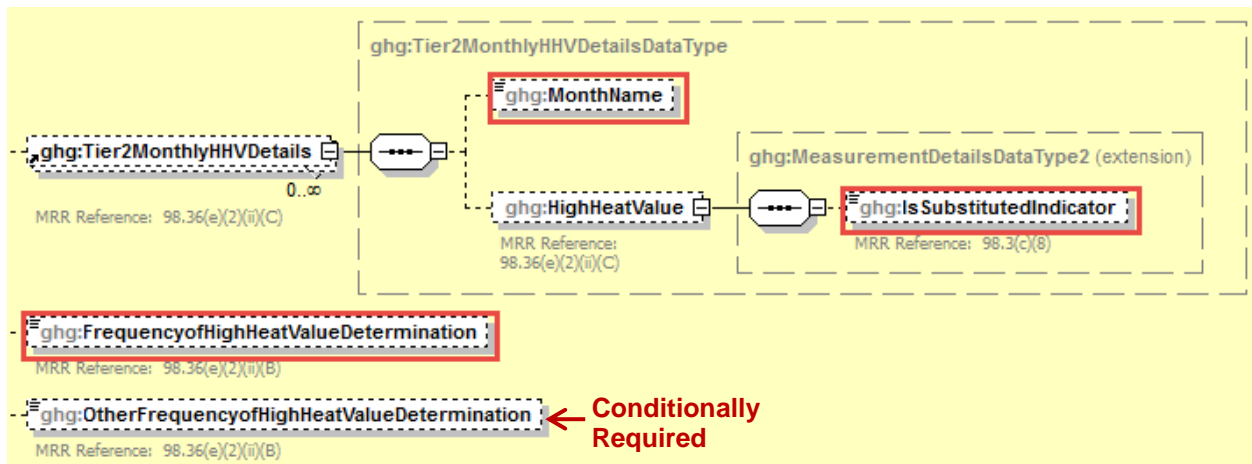 ghg:Tier2MonthlyHHVDetailsDataType
ghg:MonthName
ghg:Tier2MonthlyHHVDetails
0..∞
MRR Reference: 98.36(e)(2)(ii)(C)
ghg:MeasurementDetailsDataType2 (extension)
ghg:HighHeatValue
MRR Reference:
98.36(e)(2)(ii)(C)
ghg:IsSubstitutedIndicator
MRR Reference: 98.3(c)(8)
ghg:FrequencyofHighHeatValueDetermination
MRR Reference: 98.36(e)(2)(ii)(B)
ghg:OtherFrequencyofHighHeatValueDetermination
MRR Reference: 98.36(e)(2)(ii)(B)
Conditionally
Required